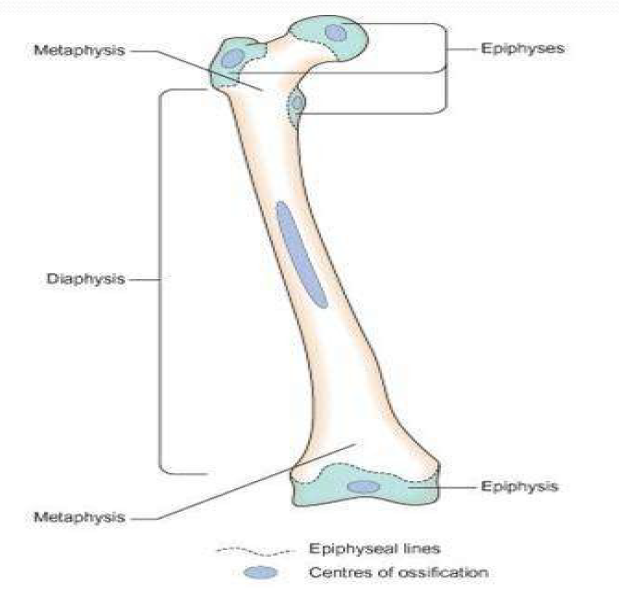 Metaphysis
Epiphyses
Diaphysis
Epiphysis
Metaphysis
Epiphyseal lines
Centres of ossification